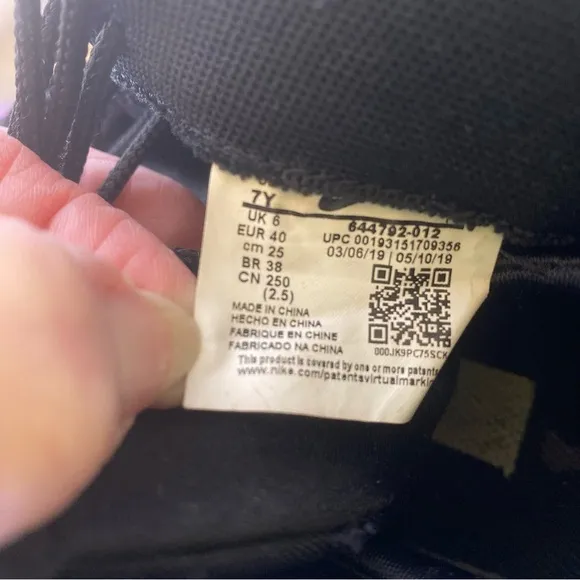 7Y
UK 6
EUR 40
cm 25
BR 38
CN 250
(2.5)
644792-012
UPC 00193151709356
03/06/19 | 05/10/19
000JK9PC75SCK
MADE IN CHINA
HECHO EN CHINA
FABRIQUE EN CHINE
FABRICADO NA CHINA
This product is covered by one or more patents
www.nike.com/patentsvirtualmarkin